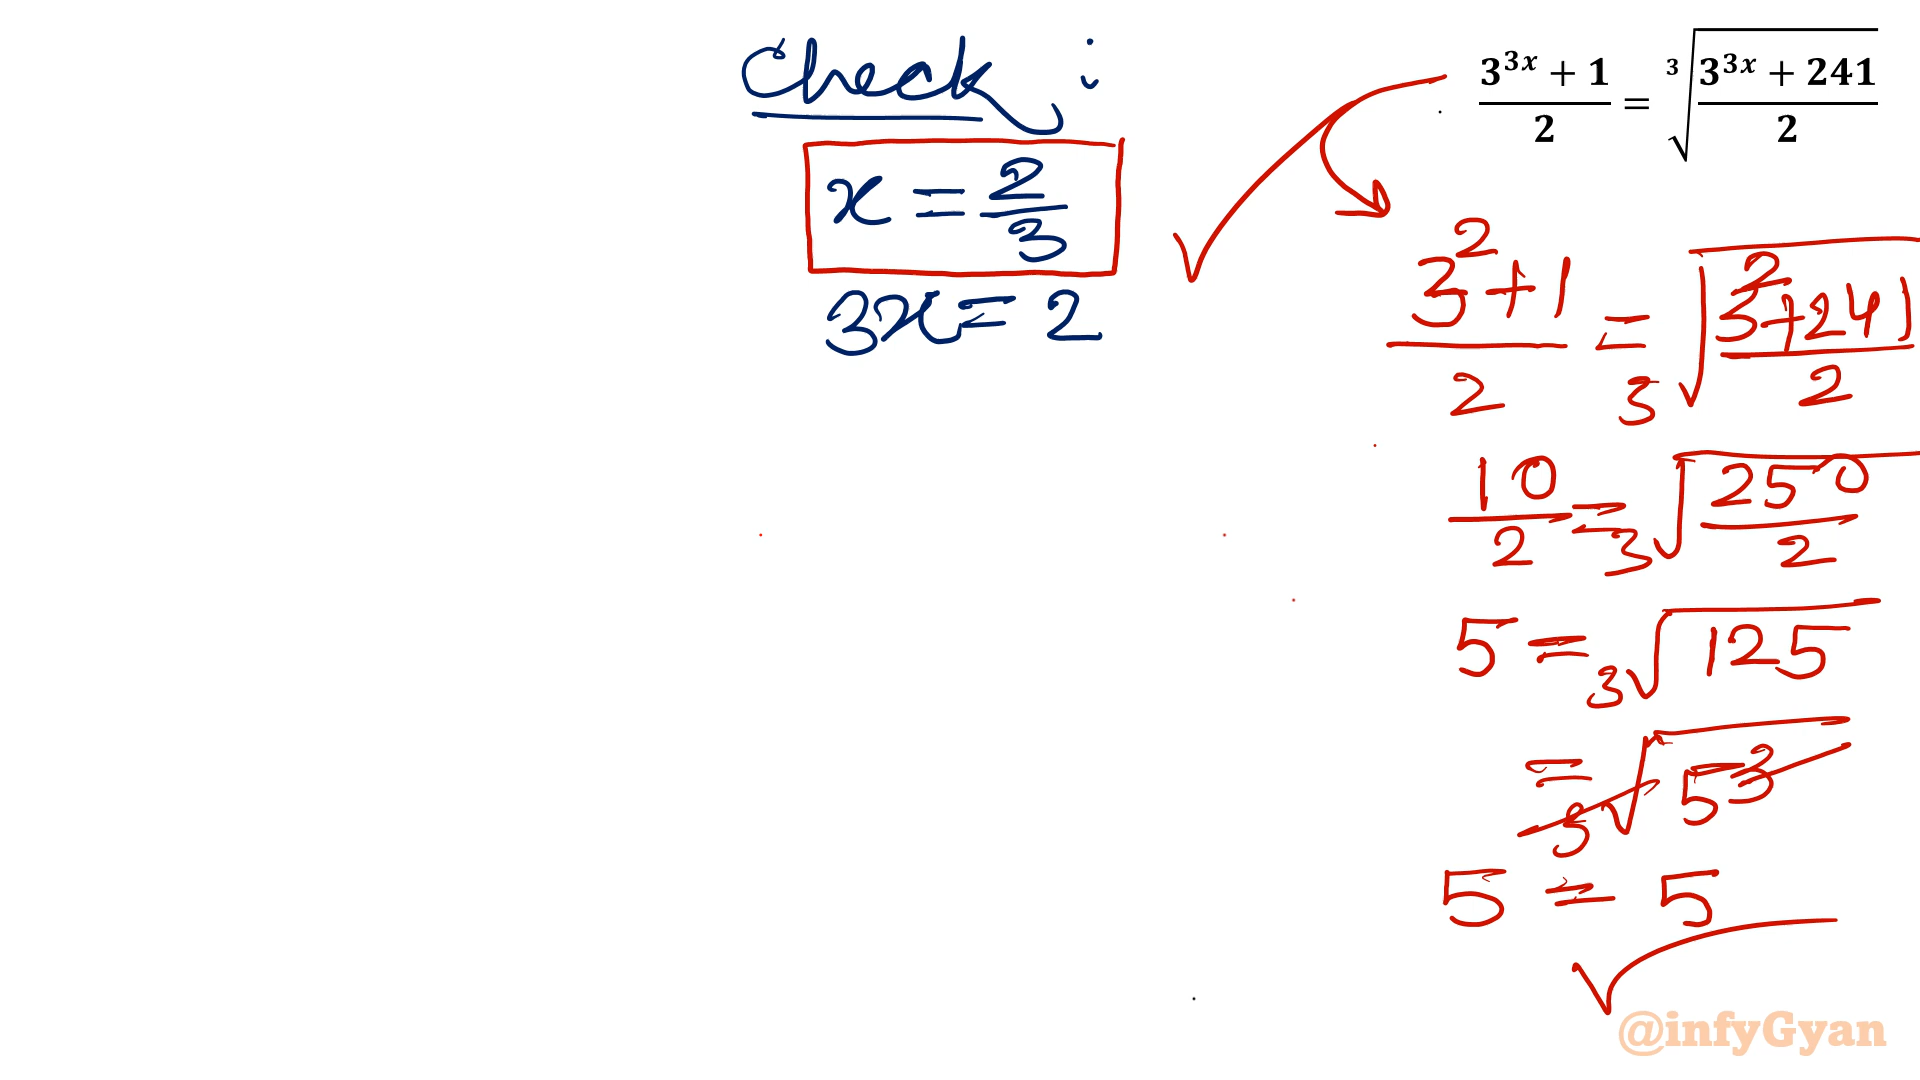 Check :
x = 2/3
3x = 2
(3^{3x} + 1)/2 = ∛((3^{3x} + 241)/2)
(3^2 + 1)/2 = ∛((3^2 + 241)/2)
10/2 = ∛(250/2)
5 = ∛125
= ∛(5^3)
5 = 5
@infyGyan